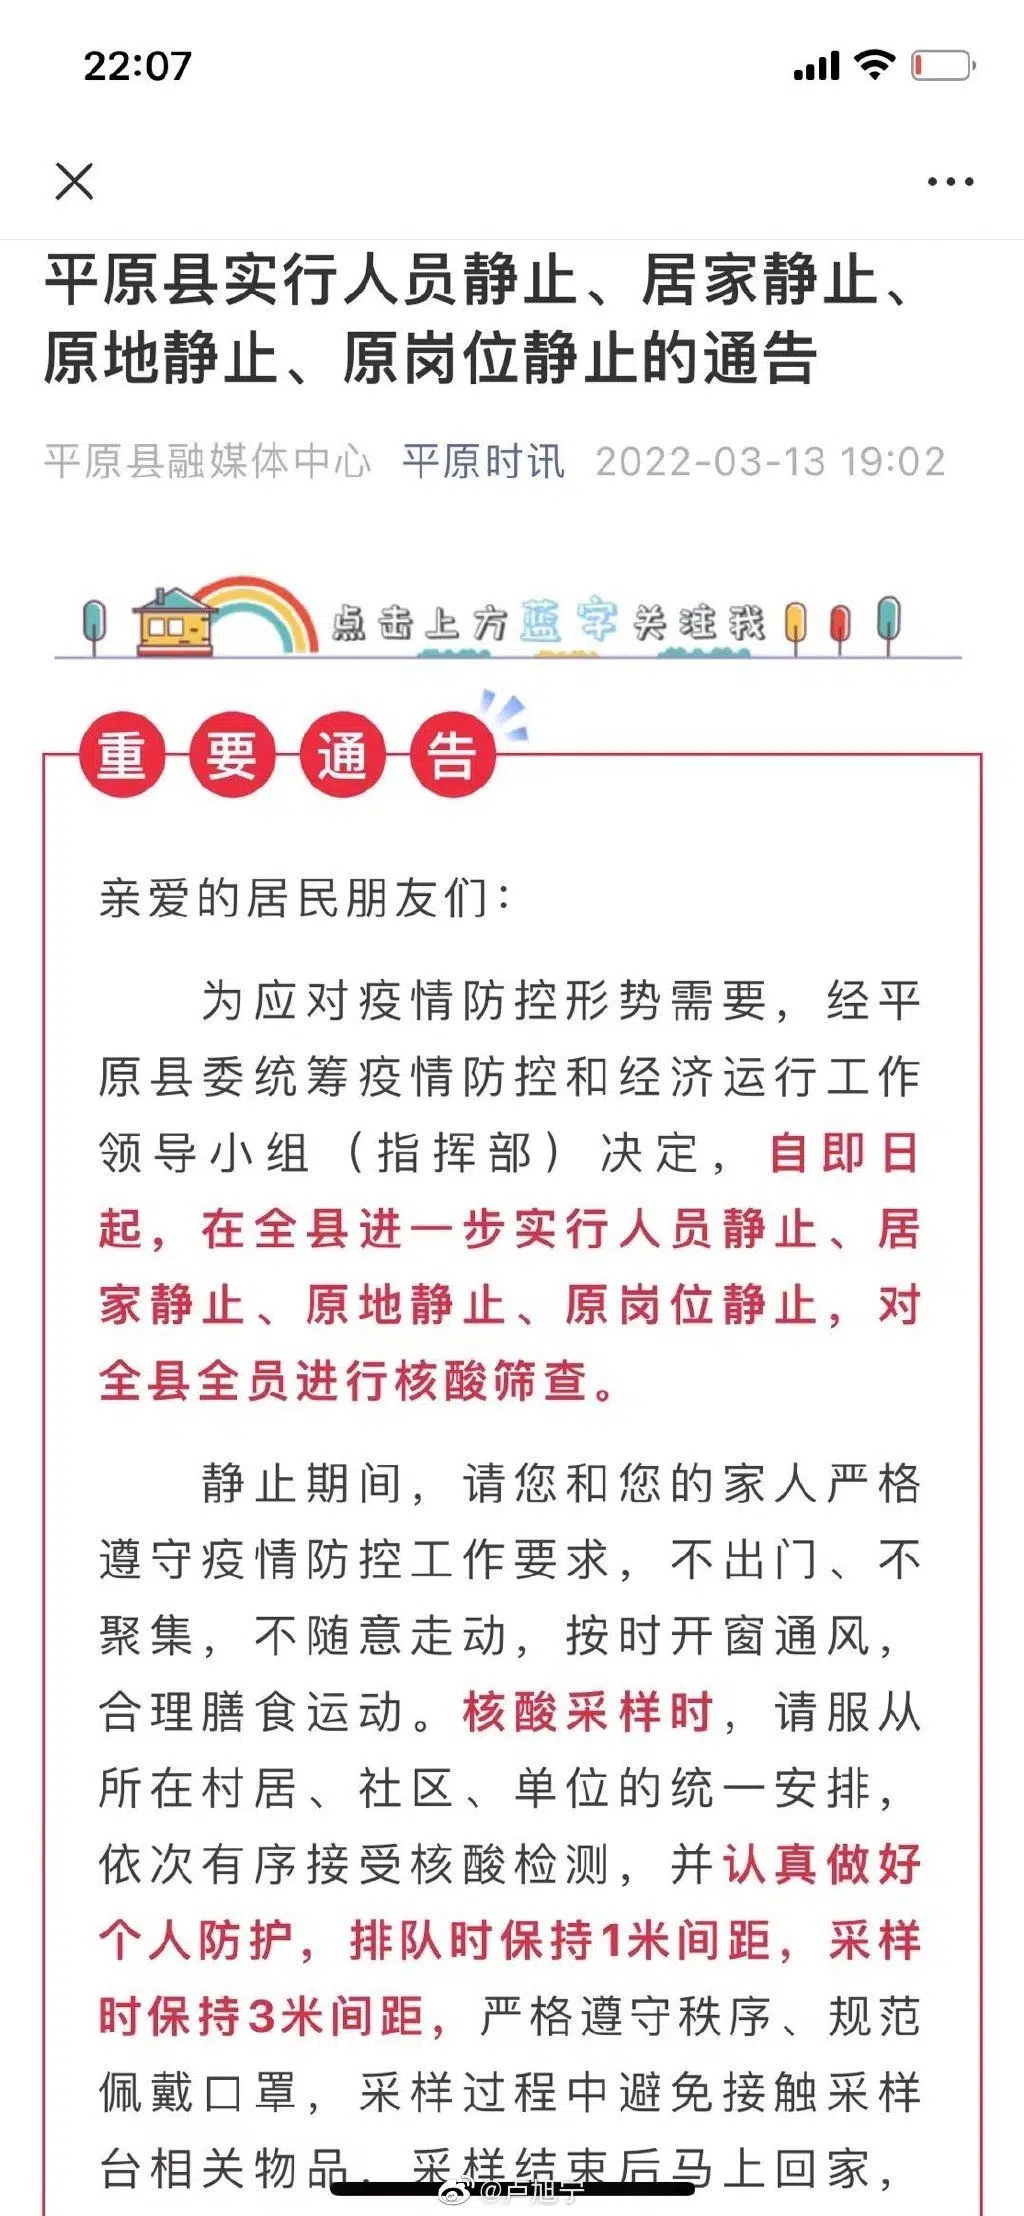 22:07
平原县实行人员静止、居家静止、
原地静止、原岗位静止的通告
平原县融媒体中心 平原时讯 2022-03-13 19:02
点击上方蓝字关注我
重要通告
亲爱的居民朋友们：
为应对疫情防控形势需要，经平
原县委统筹疫情防控和经济运行工作
领导小组（指挥部）决定，自即日
起，在全县进一步实行人员静止、居
家静止、原地静止、原岗位静止，对
全县全员进行核酸筛查。
静止期间，请您和您的家人严格
遵守疫情防控工作要求，不出门、不
聚集，不随意走动，按时开窗通风，
合理膳食运动。核酸采样时，请服从
所在村居、社区、单位的统一安排，
依次有序接受核酸检测，并认真做好
个人防护，排队时保持1米间距，采样
时保持3米间距，严格遵守秩序、规范
佩戴口罩，采样过程中避免接触采样
台相关物品，采样结束后马上回家，
@卢旭宁